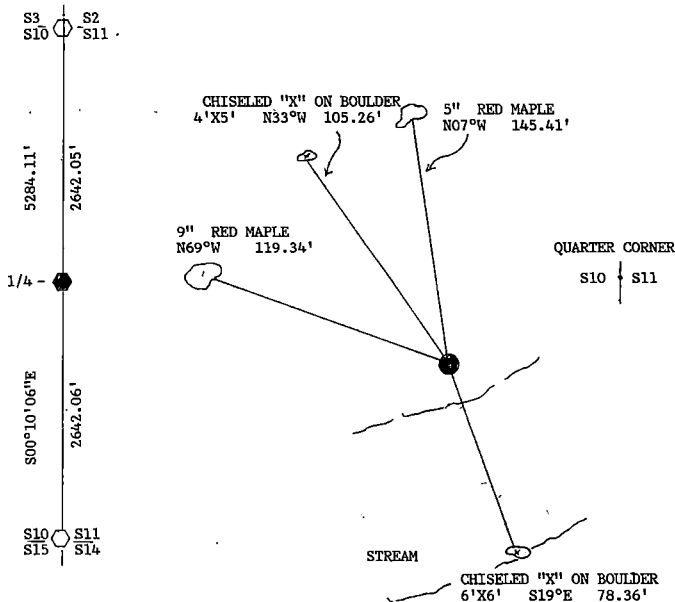 S3 S2
S10 S11
CHISELED "X" ON BOULDER
4'X5' N33°W 105.26'
5" RED MAPLE
N07°W 145.41'
5284.11'
2642.05'
9" RED MAPLE
N69°W 119.34'
QUARTER CORNER
S10 S11
1/4
S00°10'06"E
2642.06'
S10 S11
S15 S14
STREAM
CHISELED "X" ON BOULDER
6'X6' S19°E 78.36'